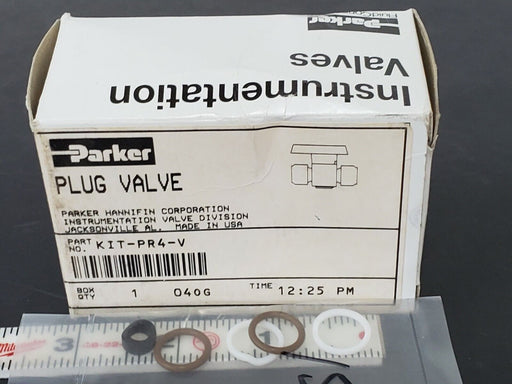 Parker
Instrumentation
Valves
Parker
PLUG VALVE
PARKER HANNIFIN CORPORATION
INSTRUMENTATION VALVE DIVISION
JACKSONVILLE AL. MADE IN USA
PART
NO. KIT-PR4-V
BOX
QTY 1 040G TIME 12:25 PM
3
1